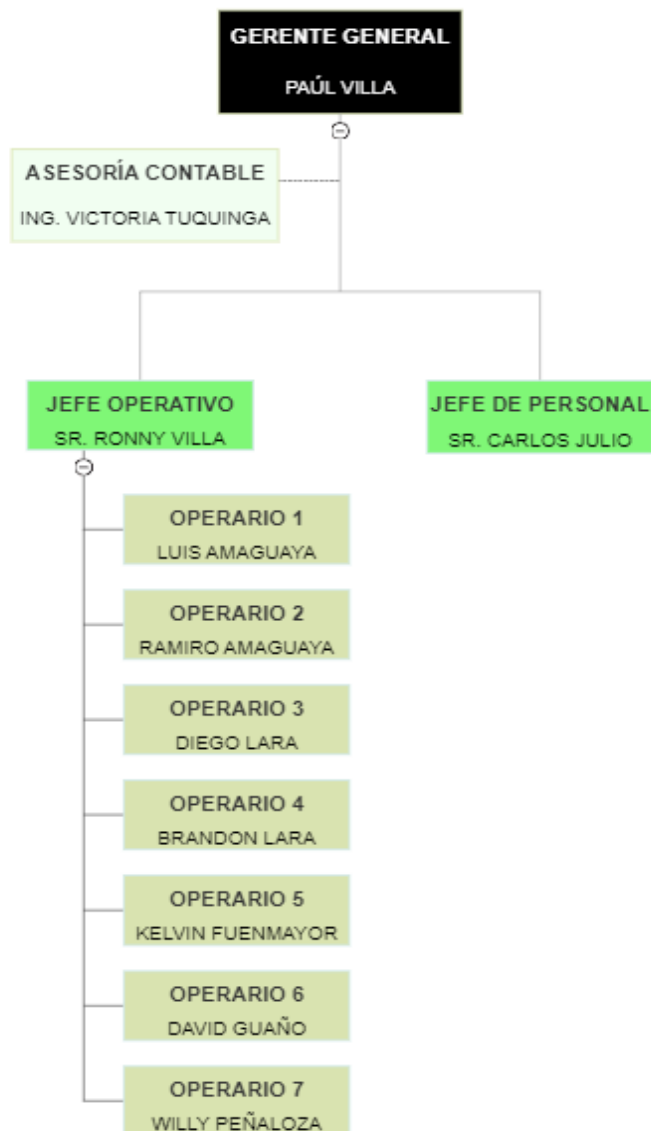 GERENTE GENERAL
PAÚL VILLA
ASESORÍA CONTABLE
ING. VICTORIA TUQUINGA
JEFE OPERATIVO
SR. RONNY VILLA
JEFE DE PERSONAL
SR. CARLOS JULIO
OPERARIO 1
LUIS AMAGUAYA
OPERARIO 2
RAMIRO AMAGUAYA
OPERARIO 3
DIEGO LARA
OPERARIO 4
BRANDON LARA
OPERARIO 5
KELVIN FUENMAYOR
OPERARIO 6
DAVID GUAÑO
OPERARIO 7
WILLY PEÑALOZA